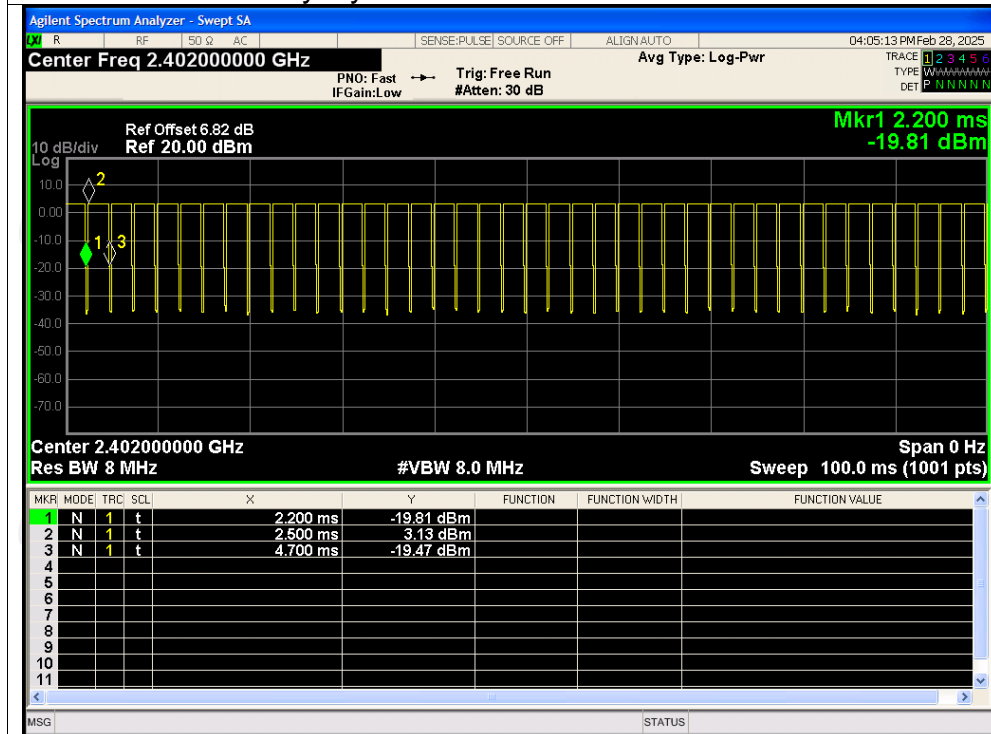 Agilent Spectrum Analyzer - Swept SA
LXI R RF 50 Ω AC SENSE:PULSE SOURCE OFF ALIGN AUTO 04:05:13 PM Feb 28, 2025
Center Freq 2.402000000 GHz
PNO: Fast
IFGain:Low
Trig: Free Run
#Atten: 30 dB
Avg Type: Log-Pwr
TRACE 1 2 3 4 5 6
TYPE WWWWWW
DET P N N N N N
Ref Offset 6.82 dB
10 dB/div Ref 20.00 dBm
Log
Mkr1 2.200 ms
-19.81 dBm
10.0
0.00
-10.0
-20.0
-30.0
-40.0
-50.0
-60.0
-70.0
2
1
3
Center 2.402000000 GHz Span 0 Hz
Res BW 8 MHz #VBW 8.0 MHz Sweep 100.0 ms (1001 pts)
MKR MODE TRC SCL X Y FUNCTION FUNCTION WIDTH FUNCTION VALUE
1 N 1 t 2.200 ms -19.81 dBm
2 N 1 t 2.500 ms 3.13 dBm
3 N 1 t 4.700 ms -19.47 dBm
4
5
6
7
8
9
10
11
MSG STATUS